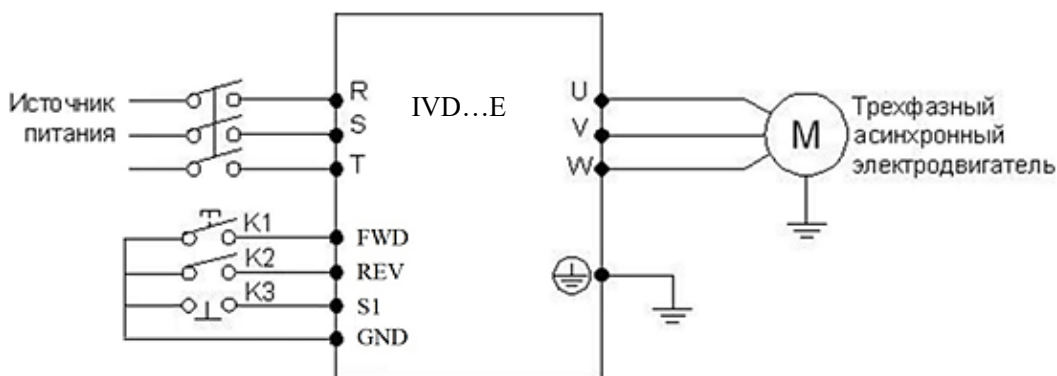 Источник
питания
R
S
T
IVD...E
U
V
W
M
Трехфазный
асинхронный
электродвигатель
K1
FWD
K2
REV
K3
S1
GND